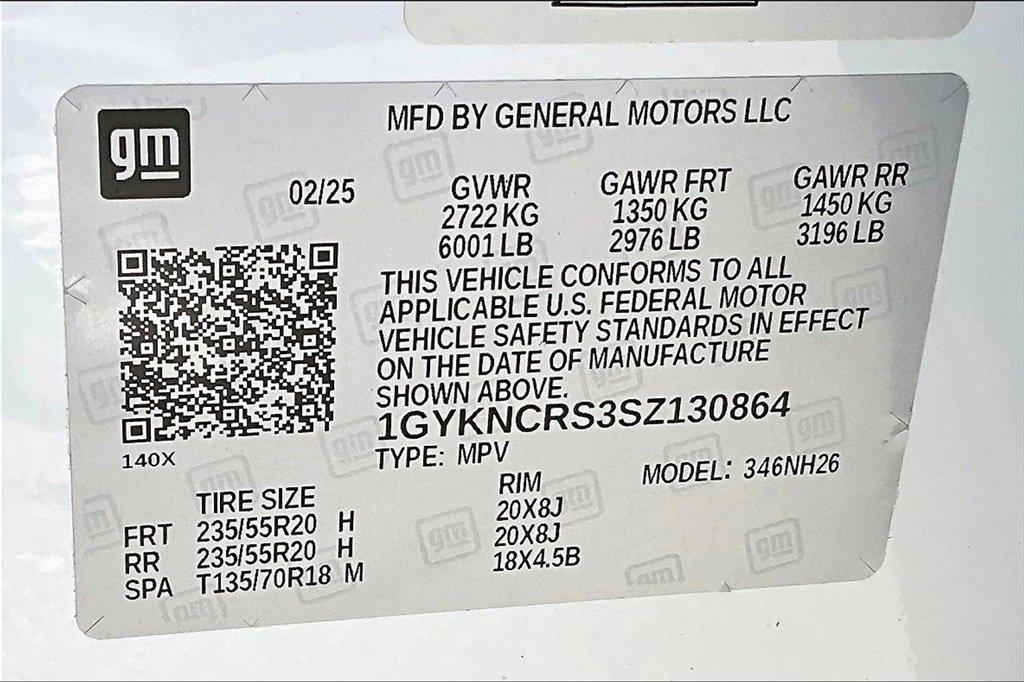 gm
MFD BY GENERAL MOTORS LLC
02/25
GVWR GAWR FRT GAWR RR
2722 KG 1350 KG 1450 KG
6001 LB 2976 LB 3196 LB
THIS VEHICLE CONFORMS TO ALL
APPLICABLE U.S. FEDERAL MOTOR
VEHICLE SAFETY STANDARDS IN EFFECT
ON THE DATE OF MANUFACTURE
SHOWN ABOVE.
1GYKNCRS3SZ130864
140X
TYPE: MPV MODEL: 346NH26
TIRE SIZE RIM
FRT 235/55R20 H 20X8J
RR 235/55R20 H 20X8J
SPA T135/70R18 M 18X4.5B